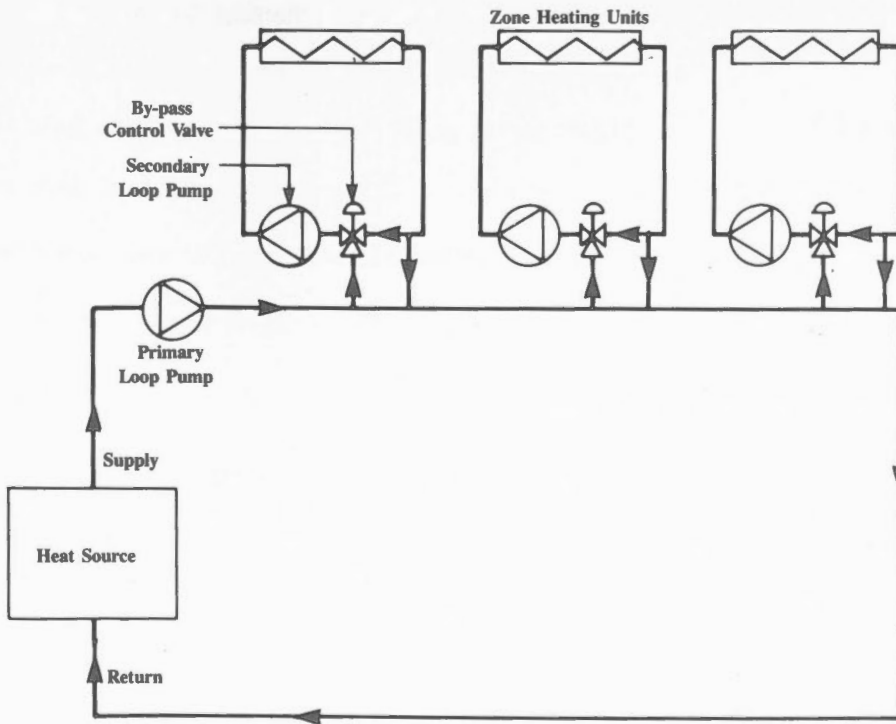 Zone Heating Units
By-pass
Control Valve
Secondary
Loop Pump
Primary
Loop Pump
Supply
Heat Source
Return